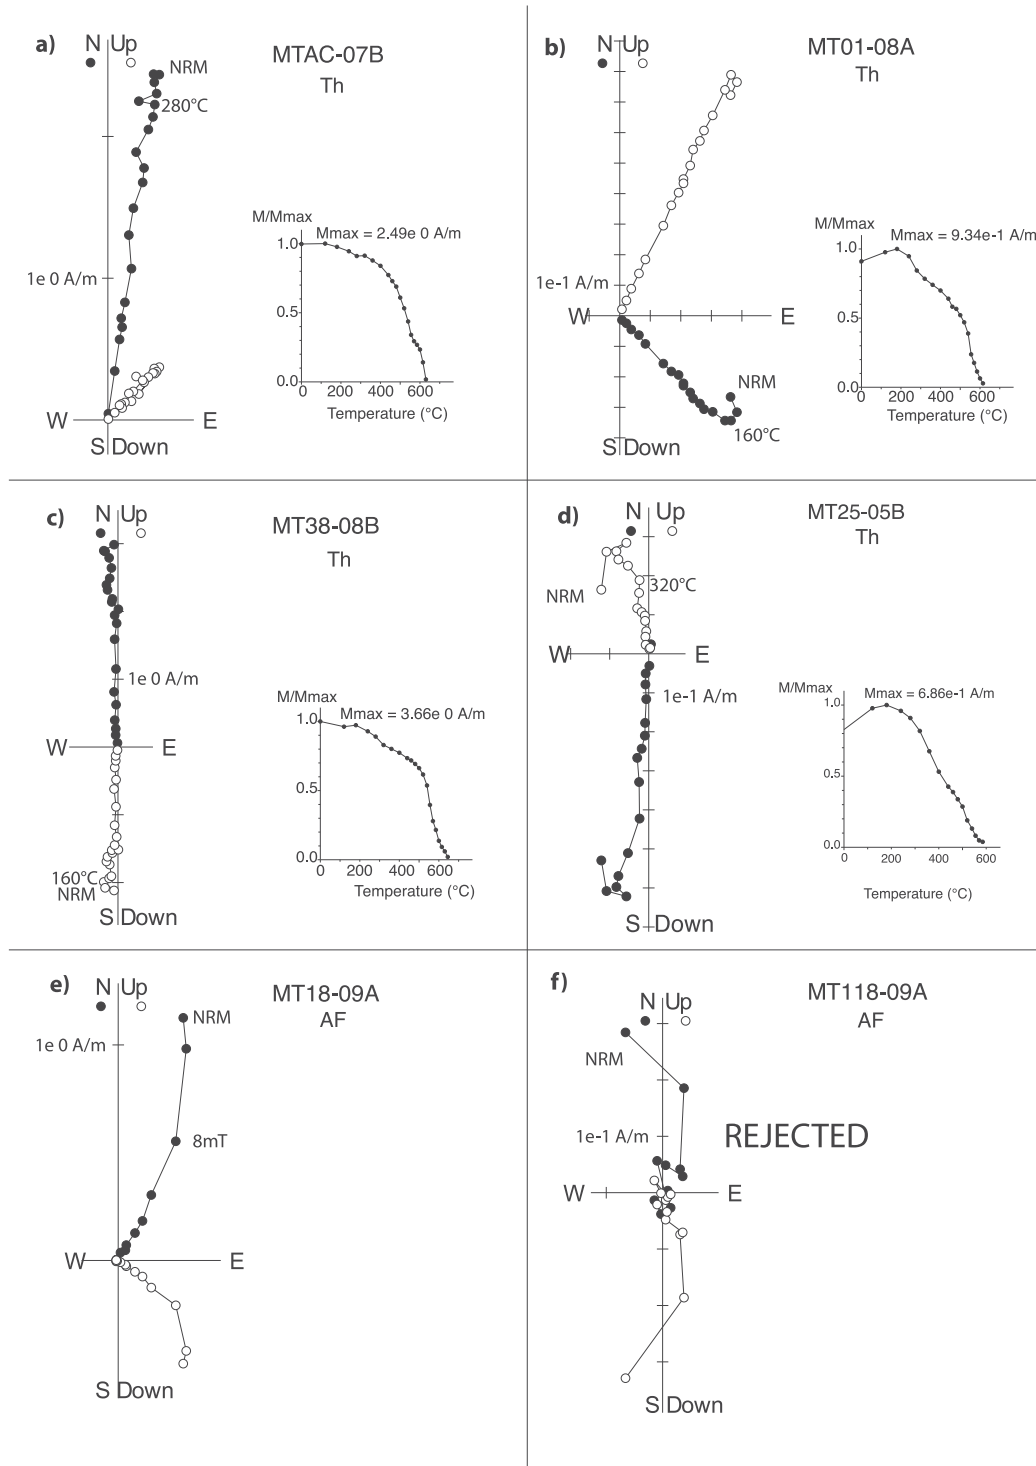 a)
N Up
MTAC-07B
Th
NRM
280°C
1e 0 A/m
M/Mmax
Mmax = 2.49e 0 A/m
1.0
0.5
0.0
0 200 400 600
Temperature (°C)
W E
S Down
b)
N Up
MT01-08A
Th
1e-1 A/m
W E
NRM
160°C
S Down
M/Mmax
Mmax = 9.34e-1 A/m
1.0
0.5
0.0
0 200 400 600
Temperature (°C)
c)
N Up
MT38-08B
Th
1e 0 A/m
W E
160°C
NRM
S Down
M/Mmax
Mmax = 3.66e 0 A/m
1.0
0.5
0.0
0 200 400 600
Temperature (°C)
d)
N Up
MT25-05B
Th
NRM
320°C
W E
1e-1 A/m
S Down
M/Mmax
Mmax = 6.86e-1 A/m
1.0
0.5
0.0
0 200 400 600
Temperature (°C)
e)
N Up
MT18-09A
AF
NRM
1e 0 A/m
8mT
W E
S Down
f)
N Up
MT118-09A
AF
NRM
1e-1 A/m
REJECTED
W E
S Down